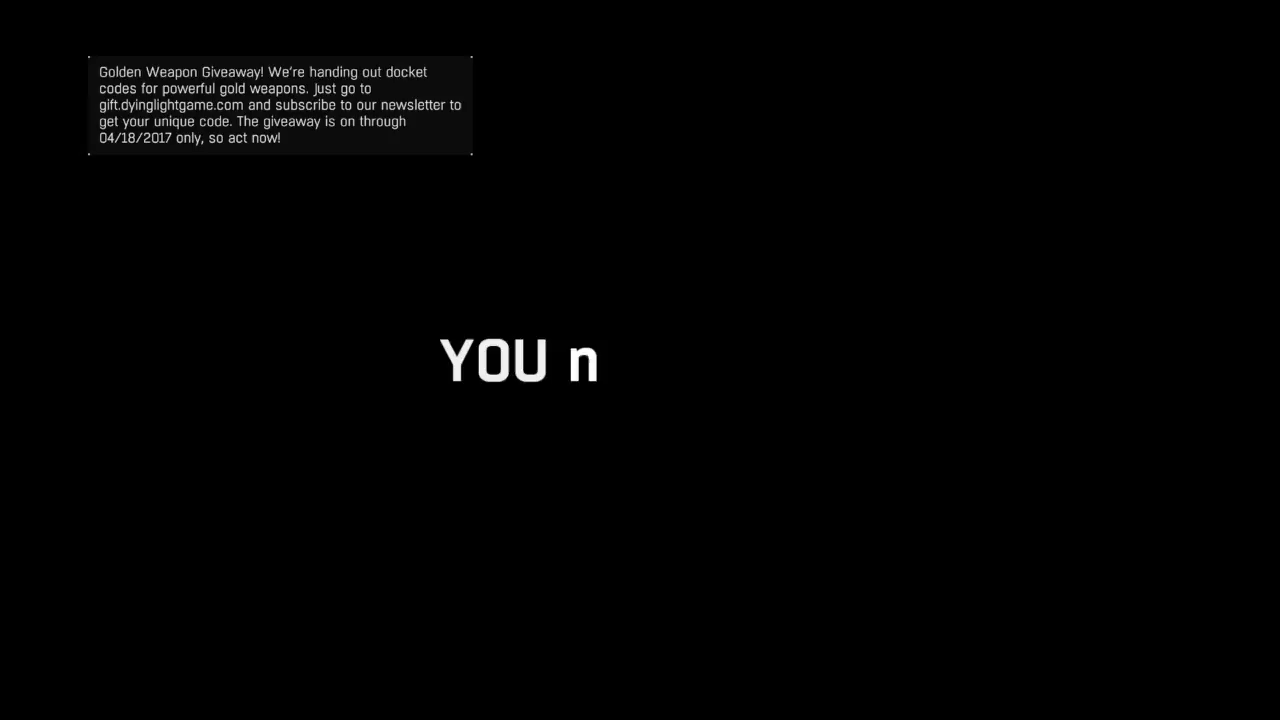 Golden Weapon Giveaway! We're handing out docket
codes for powerful gold weapons. Just go to
gift.dyinglightgame.com and subscribe to our newsletter to
get your unique code. The giveaway is on through
04/18/2017 only, so act now!
YOU n